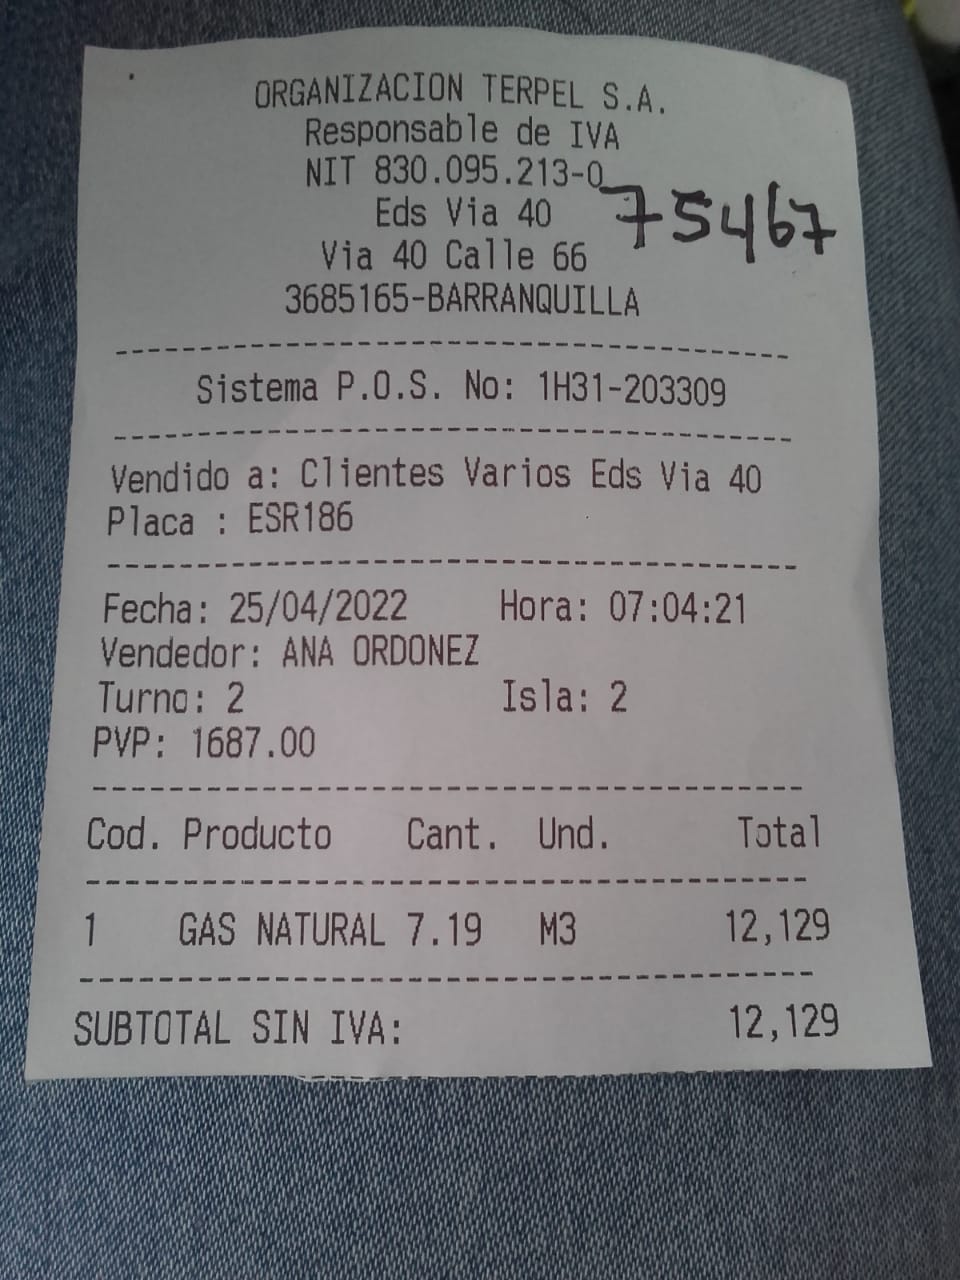 ORGANIZACION TERPEL S.A.
Responsable de IVA
NIT 830.095.213-0
75467
Eds Via 40
Via 40 Calle 66
3685165-BARRANQUILLA
Sistema P.O.S. No: 1H31-203309
Vendido a: Clientes Varios Eds Via 40
Placa : ESR186
Fecha: 25/04/2022 Hora: 07:04:21
Vendedor: ANA ORDONEZ
Turno: 2 Isla: 2
PVP: 1687.00
Cod. Producto Cant. Und. Total
1 GAS NATURAL 7.19 M3 12,129
SUBTOTAL SIN IVA: 12,129